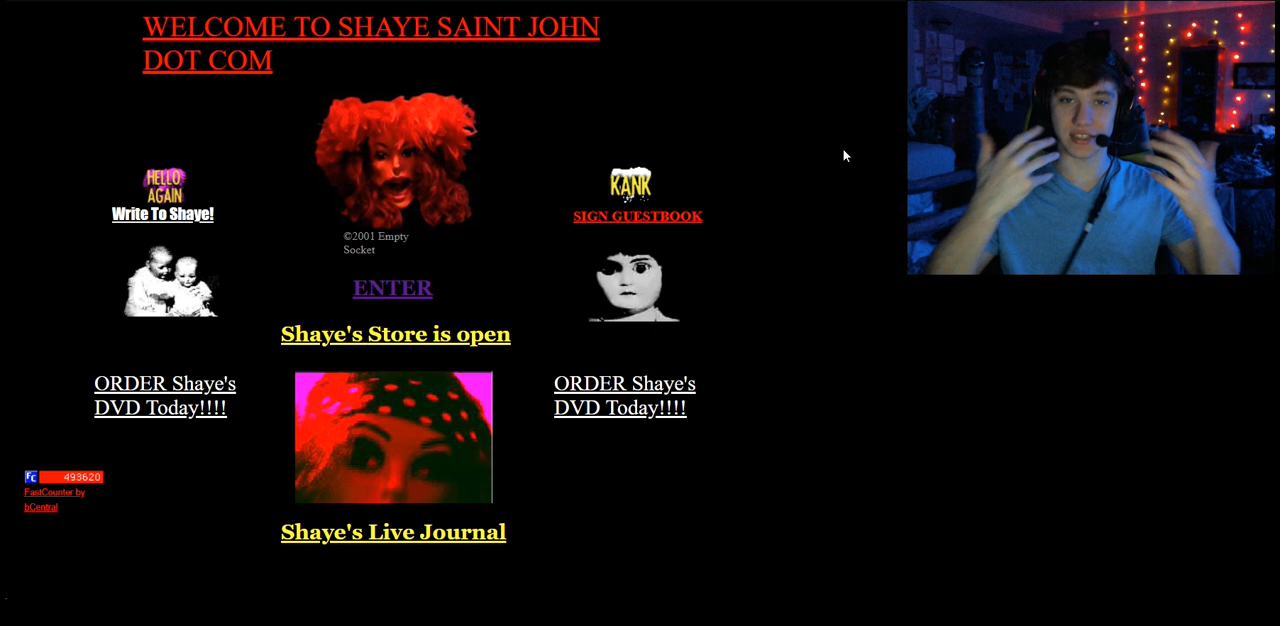 WELCOME TO SHAYE SAINT JOHN
DOT COM
HELLO
AGAIN
Write To Shaye!
KANK
SIGN GUESTBOOK
©2001 Empty
Socket
ENTER
Shaye's Store is open
ORDER Shaye's
DVD Today!!!!
ORDER Shaye's
DVD Today!!!!
fc 493620
FastCounter by
bCentral
Shaye's Live Journal